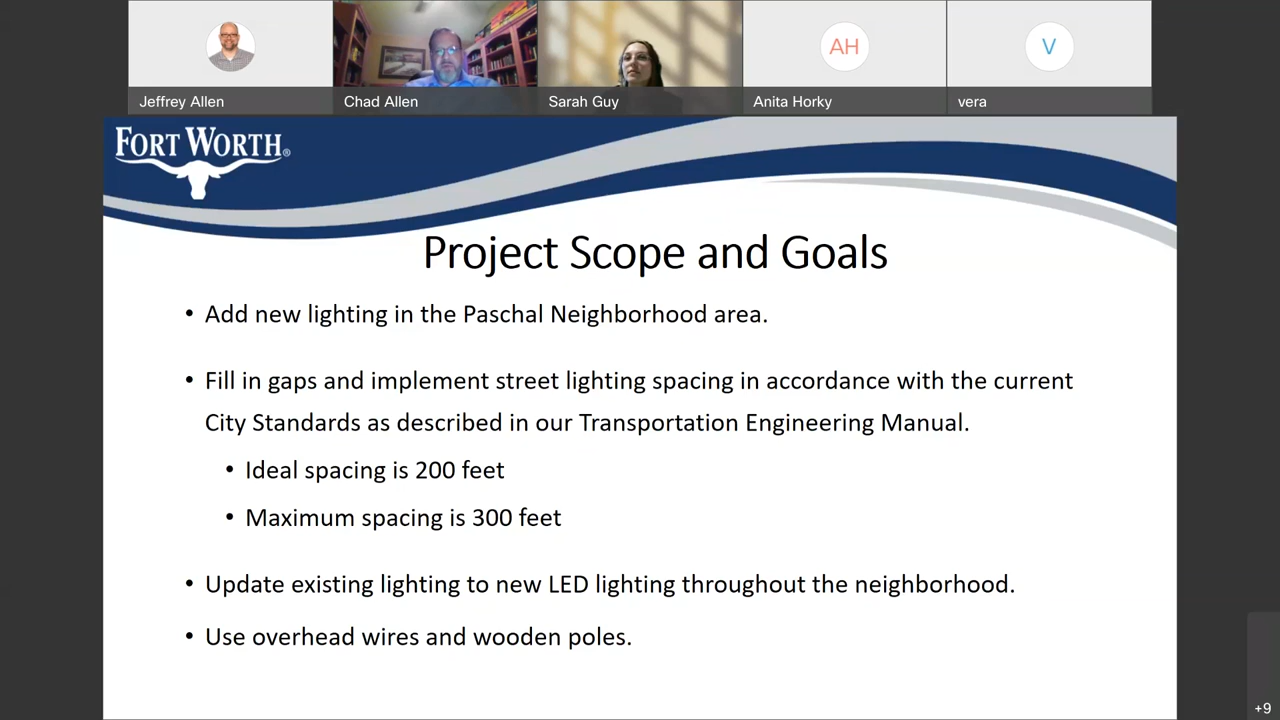 AH
V
Jeffrey Allen
Chad Allen
Sarah Guy
Anita Horky
vera
FORT WORTH®
Project Scope and Goals
• Add new lighting in the Paschal Neighborhood area.
• Fill in gaps and implement street lighting spacing in accordance with the current
City Standards as described in our Transportation Engineering Manual.
• Ideal spacing is 200 feet
• Maximum spacing is 300 feet
• Update existing lighting to new LED lighting throughout the neighborhood.
• Use overhead wires and wooden poles.
+9